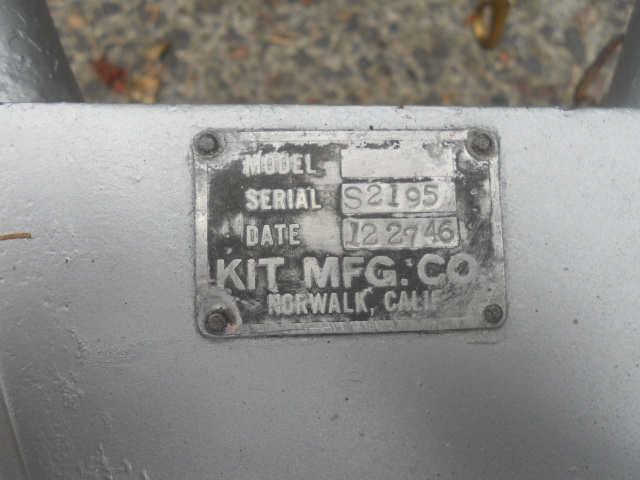 MODEL
SERIAL S2195
DATE 12 27 46
KIT MFG. CO.
NORWALK, CALIF.